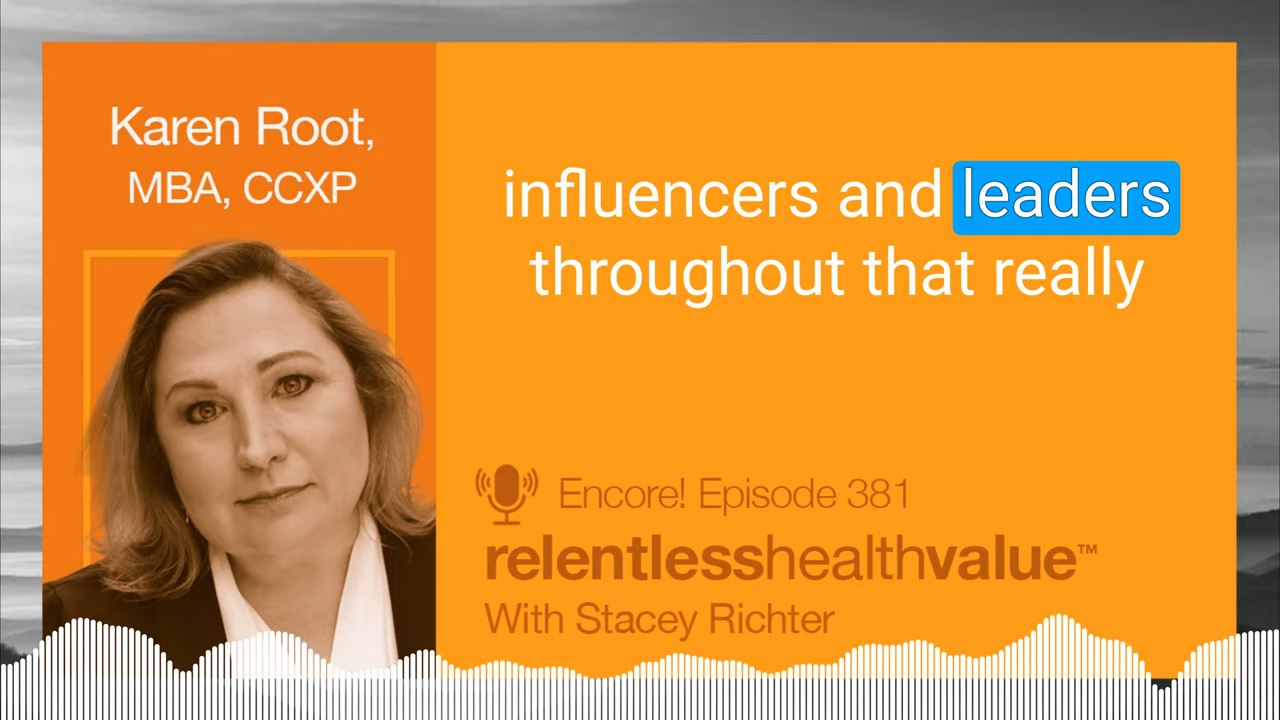 Karen Root,
MBA, CCXP
influencers and leaders
throughout that really
Encore! Episode 381
relentlesshealthvalue™
With Stacey Richter